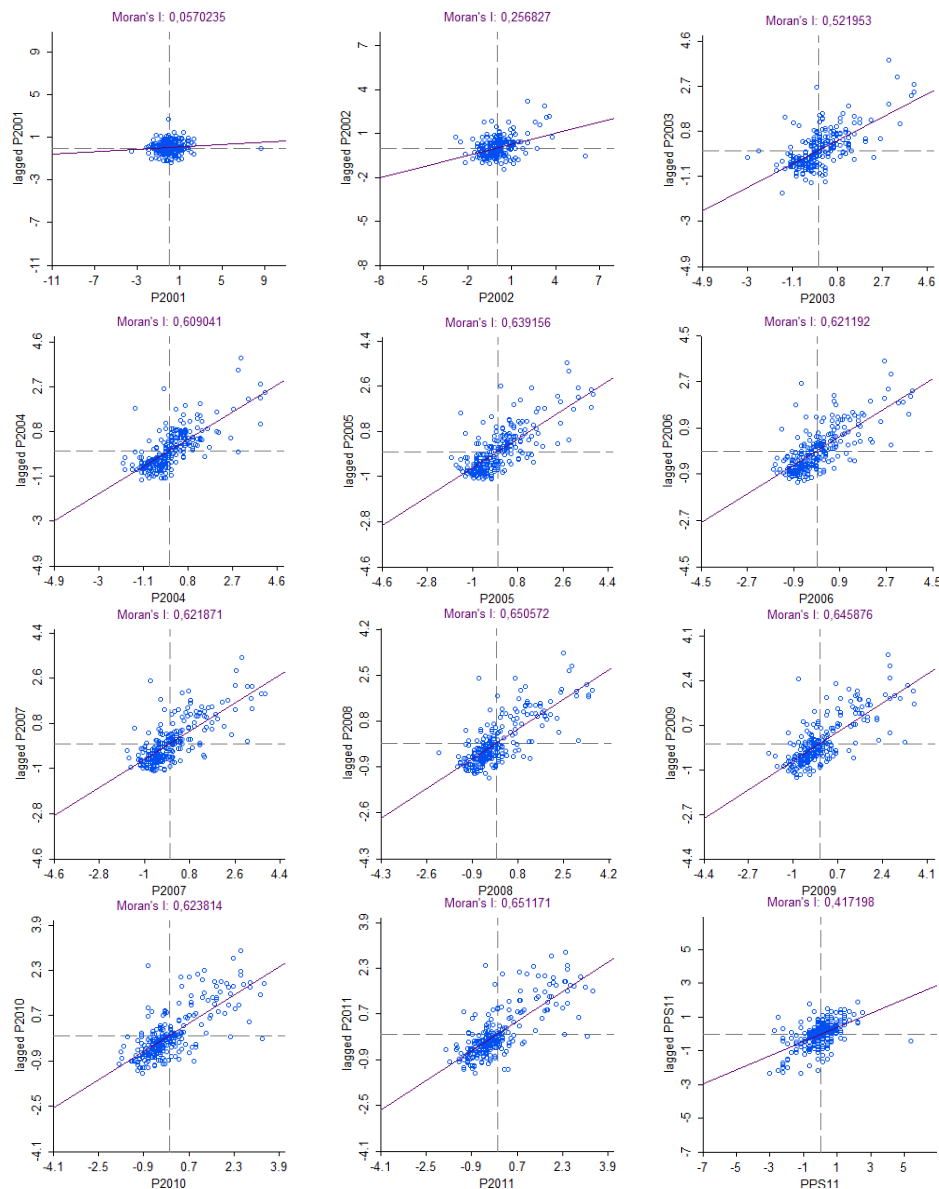 Moran's I: 0,0570235
lagged P2001
9
5
1
-3
-7
-11
-11 -7 -3 1 5 9
P2001
Moran's I: 0,256827
lagged P2002
7
4
1
-2
-5
-8
-8 -5 -2 1 4 7
P2002
Moran's I: 0,521953
lagged P2003
4.6
2.7
0.8
-1.1
-3
-4.9
-4.9 -3 -1.1 0.8 2.7 4.6
P2003
Moran's I: 0,609041
lagged P2004
4.6
2.7
0.8
-1.1
-3
-4.9
-4.9 -3 -1.1 0.8 2.7 4.6
P2004
Moran's I: 0,639156
lagged P2005
4.4
2.6
0.8
-1
-2.8
-4.6
-4.6 -2.8 -1 0.8 2.6 4.4
P2005
Moran's I: 0,621192
lagged P2006
4.5
2.7
0.9
-0.9
-2.7
-4.5
-4.5 -2.7 -0.9 0.9 2.7 4.5
P2006
Moran's I: 0,621871
lagged P2007
4.4
2.6
0.8
-1
-2.8
-4.6
-4.6 -2.8 -1 0.8 2.6 4.4
P2007
Moran's I: 0,650572
lagged P2008
4.2
2.5
0.8
-0.9
-2.6
-4.3
-4.3 -2.6 -0.9 0.8 2.5 4.2
P2008
Moran's I: 0,645876
lagged P2009
4.1
2.4
0.7
-1
-2.7
-4.4
-4.4 -2.7 -1 0.7 2.4 4.1
P2009
Moran's I: 0,623814
lagged P2010
3.9
2.3
0.7
-0.9
-2.5
-4.1
-4.1 -2.5 -0.9 0.7 2.3 3.9
P2010
Moran's I: 0,651171
lagged P2011
3.9
2.3
0.7
-0.9
-2.5
-4.1
-4.1 -2.5 -0.9 0.7 2.3 3.9
P2011
Moran's I: 0,417198
lagged PPS11
5
3
1
-1
-3
-5
-7
-7 -5 -3 -1 1 3 5
PPS11